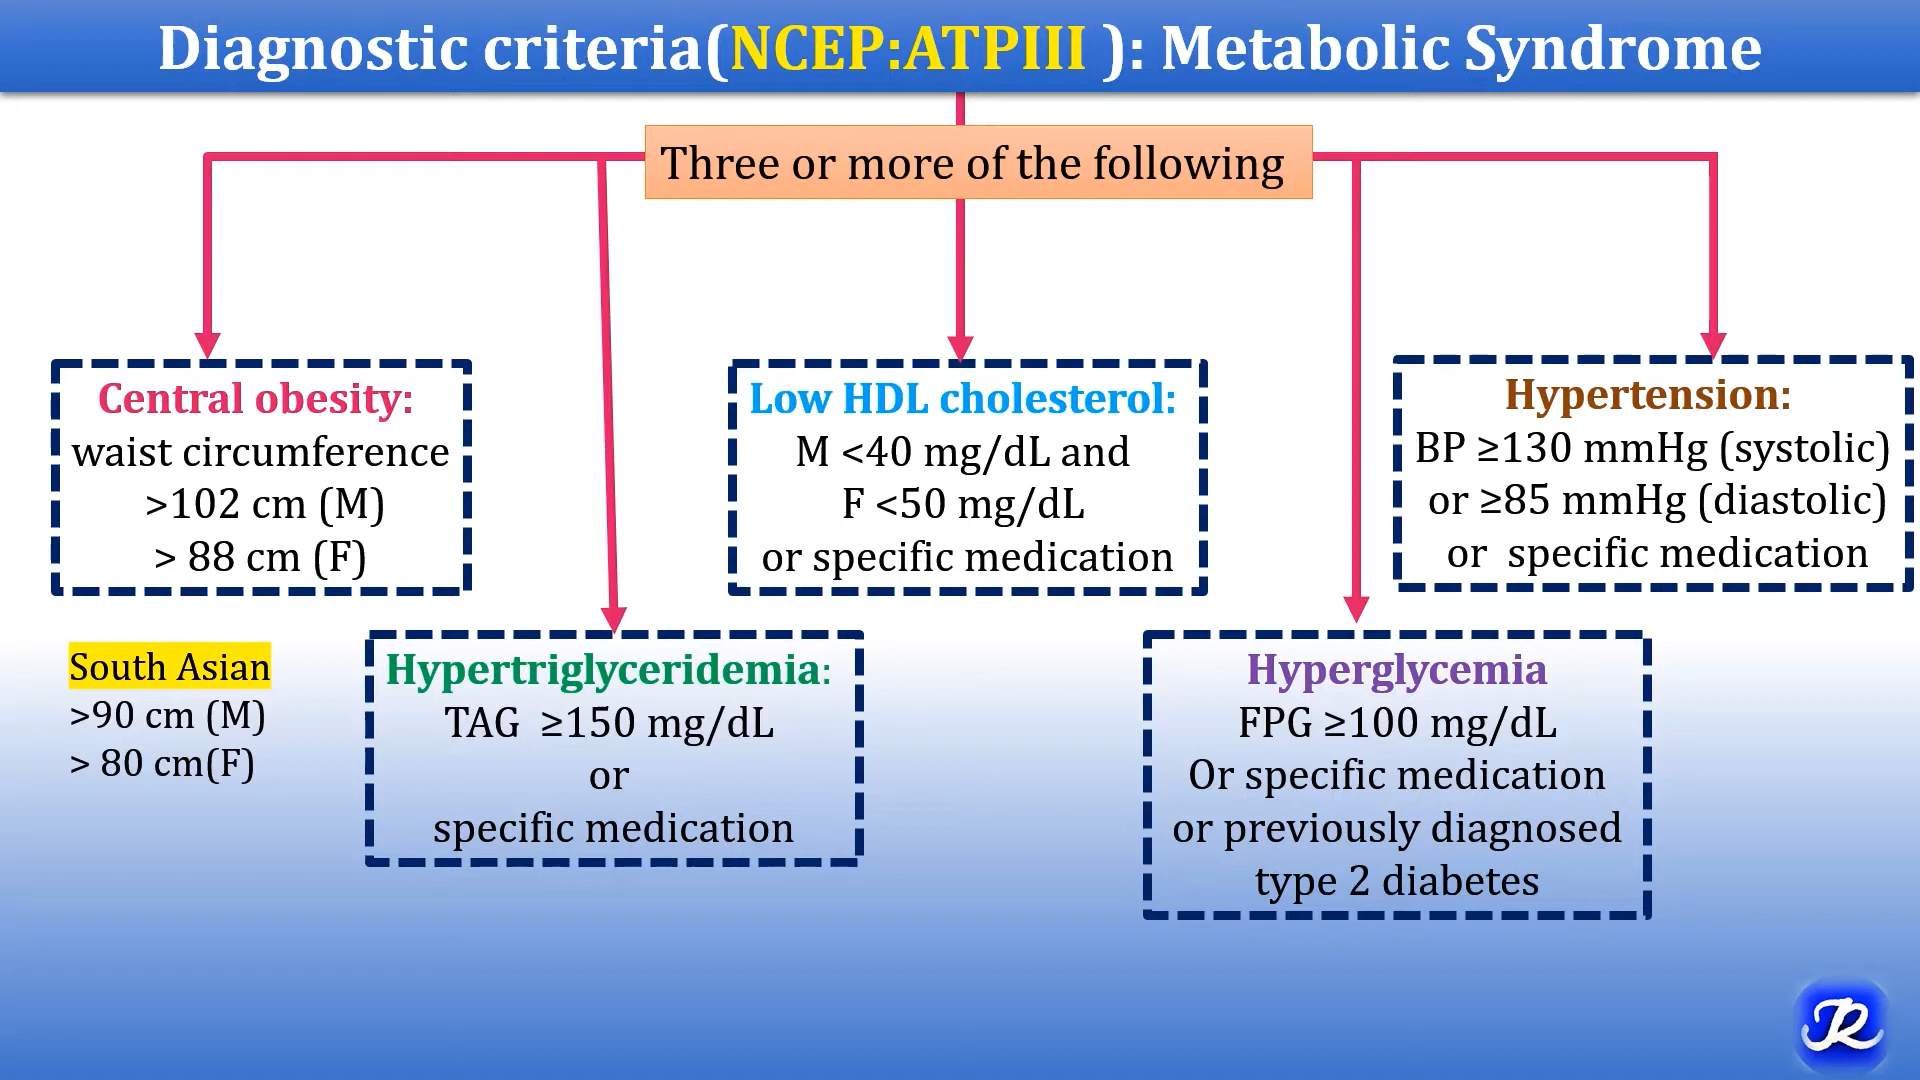 Diagnostic criteria(NCEP:ATPIII ): Metabolic Syndrome
Three or more of the following
Central obesity:
waist circumference
>102 cm (M)
> 88 cm (F)
South Asian
>90 cm (M)
> 80 cm(F)
Hypertriglyceridemia:
TAG ≥150 mg/dL
or
specific medication
Low HDL cholesterol:
M <40 mg/dL and
F <50 mg/dL
or specific medication
Hyperglycemia
FPG ≥100 mg/dL
Or specific medication
or previously diagnosed
type 2 diabetes
Hypertension:
BP ≥130 mmHg (systolic)
or ≥85 mmHg (diastolic)
or specific medication
R